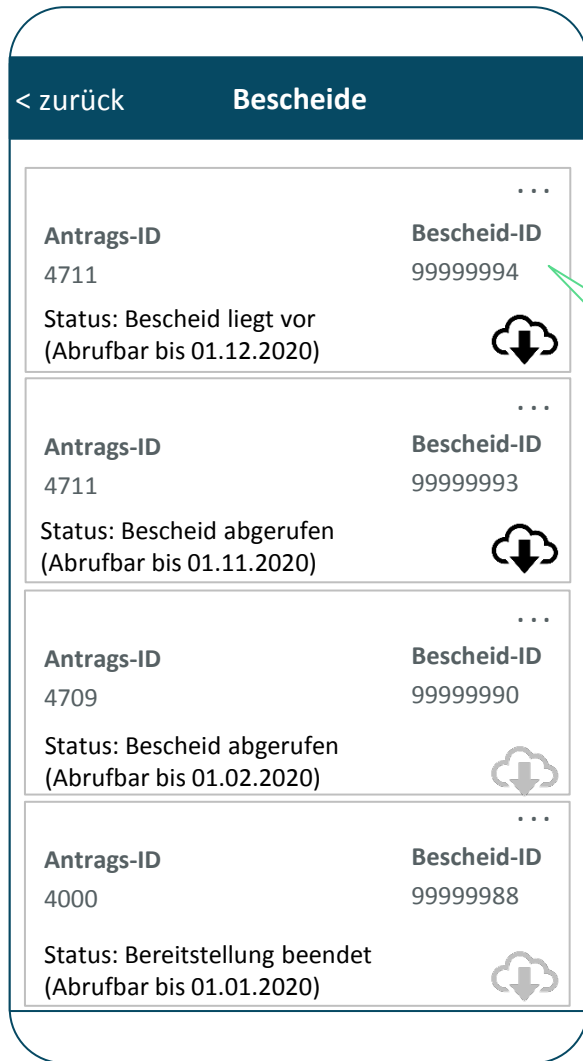 < zurück Bescheide
...
Antrags-ID Bescheid-ID
4711 99999994
Status: Bescheid liegt vor
(Abrufbar bis 01.12.2020)
...
Antrags-ID Bescheid-ID
4711 99999993
Status: Bescheid abgerufen
(Abrufbar bis 01.11.2020)
...
Antrags-ID Bescheid-ID
4709 99999990
Status: Bescheid abgerufen
(Abrufbar bis 01.02.2020)
...
Antrags-ID Bescheid-ID
4000 99999988
Status: Bereitstellung beendet
(Abrufbar bis 01.01.2020)